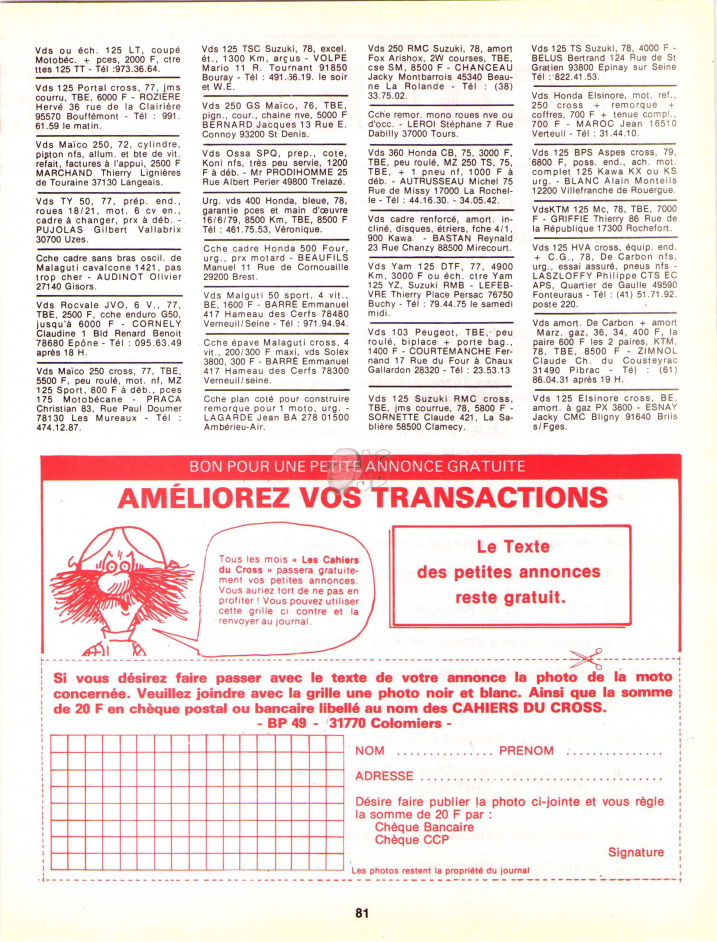 Vds ou éch. 125 LT, coupé
Motobéc. + pces, 2000 F, ctre
ttes 125 TT - Tél :973.36.64.
Vds 125 Portal cross, 77, jms
courru, TBE, 6000 F - ROZIERE
Hervé 36 rue de la Clairière
95570 Bouffémont - Tél : 991.
61.59 le matin.
Vds Maïco 250, 72, cylindre,
piston nfs, allum. et bte de vit.
refait, factures à l'appui, 2500 F
MARCHAND Thierry Lignières
de Touraine 37130 Langeais.
Vds TY 50, 77, prép. end.,
roues 18/21, mot. 6 cv en.,
cadre à changer, prx à déb. -
PUJOLAS Gilbert Vallabrix
30700 Uzes.
Cche cadre sans bras oscil. de
Malaguti cavalcone 1421, pas
trop cher - AUDINOT Olivier
27140 Gisors.
Vds Rocvale JVO, 6 V., 77,
TBE, 2500 F, cche enduro G50,
jusqu'à 6000 F - CORNELY
Claudine 1 Bld Renard Benoit
78680 Epône - Tél : 095.63.49
après 18 H.
Vds Maïco 250 cross, 77, TBE,
5500 F, peu roulé, mot. nf, MZ
125 Sport, 800 F à déb., pces
175 Motobécane - PRACA
Christian 83, Rue Paul Doumer
78130 Les Mureaux - Tél :
474.12.87.
Vds 125 TSC Suzuki, 78, excel.
ét., 1300 Km, argus - VOLPE
Mario 11 R. Tournant 91850
Bouray - Tél : 491.36.19. le soir
et W.E.
Vds 250 GS Maïco, 76, TBE,
pign., cour., chaine nve, 5000 F
BERNARD Jacques 13 Rue E.
Connoy 93200 St Denis.
Vds Ossa SPQ, prep., cote,
Koni nfs, très peu servie, 1200
F à déb. - Mr PRODIHOMME 25
Rue Albert Perier 49800 Trelazé.
Urg. vds 400 Honda, bleue, 78,
garantie pces et main d'œuvre
16/6/79, 8500 Km, TBE, 8500 F
Tél : 461.75.53, Véronique.
Cche cadre Honda 500 Four,
urg., prx motard - BEAUFILS
Manuel 11 Rue de Cornouaille
29200 Brest.
Vds Malguti 50 sport, 4 vit.,
BE, 1600 F - BARRE Emmanuel
417 Hameau des Cerfs 78480
Verneuil/Seine - Tél : 971.94.94.
Cche épave Malaguti cross, 4
vit., 200/300 F maxi, vds Solex
3800, 300 F - BARRE Emmanuel
417 Hameau des Cerfs 78300
Verneuil/seine.
Cche plan coté pour construire
remorque pour 1 moto, urg. -
LAGARDE Jean BA 278 01500
Ambérieu-Air.
Vds 250 RMC Suzuki, 78, amort
Fox Arishox, 2W courses, TBE,
cse SM, 8500 F - CHANCEAU
Jacky Montbarrois 45340 Beau-
ne La Rolande - Tél : (38)
33.75.02.
Cche remor. mono roues nve ou
d'occ. - LEROI Stéphane 7 Rue
Dabilly 37000 Tours.
Vds 360 Honda CB, 75, 3000 F,
TBE, peu roulé, MZ 250 TS, 75,
TBE, + 1 pneu nf, 1000 F à
déb. - AUTRUSSEAU Michel 75
Rue de Missy 17000 La Rochel-
le - Tél : 44.16.30. - 34.05.42.
Vds cadre renforcé, amort. in-
cliné, disques, étriers, fche 4/1,
900 Kawa. - BASTAN Reynald
23 Rue Chanzy 88500 Mirecourt.
Vds Yam 125 DTF, 77, 4900
Km, 3000 F ou éch. ctre Yam
125 YZ, Suzuki RMB - LEFEB-
VRE Thierry Place Persac 76750
Buchy - Tél : 79.44.75 le samedi
midi.
Vds 103 Peugeot, TBE, peu
roulé, biplace + porte bag.,
1400 F - COURTEMANCHE Fer-
nand 17 Rue du Four à Chaux
Gallardon 28320 - Tél : 23.53.13
Vds 125 Suzuki RMC cross,
TBE, jms courrue, 78, 5800 F -
SORNETTE Claude 421, La Sa-
blière 58500 Clamecy.
Vds 125 TS Suzuki, 78, 4000 F -
BELUS Bertrand 124 Rue de St
Gratien 93800 Epinay sur Seine
Tél : 822.41.53.
Vds Honda Elsinore, mot. ref.,
250 cross + remorque +
coffres, 700 F + tenue compl.,
700 F - MAROC Jean 16510
Verteuil - Tél : 31.44.10.
Vds 125 BPS Aspes cross, 79,
6800 F, poss. end., ach. mot.
complet 125 Kawa KX ou KS
urg. - BLANC Alain Monteils
12200 Villefranche de Rouergue.
VdsKTM 125 Mc, 78, TBE, 7000
F - GRIFFIE Thierry 86 Rue de
la République 17300 Rochefort.
Vds 125 HVA cross, équip. end.
+ C.G., 78, De Carbon nfs,
urg., essai assuré, pneus nfs -
LASZLOFFY Philippe CTS EC
APS, Quartier de Gaulle 49590
Fonteuraus - Tél : (41) 51.71.92.
poste 220.
Vds amort. De Carbon + amort
Marz. gaz, 36, 34, 400 F, la
paire 600 F les 2 paires, KTM,
78, TBE, 8500 F - ZIMNOL
Claude Ch. du Cousteyrac
31490 Pibrac - Tél : (61)
86.04.31 après 19 H.
Vds 125 Elsinore cross, BE,
amort. à gaz PX 3800 - ESNAY
Jacky CMC Bligny 91640 Briis
s/Fges.
BON POUR UNE PETITE ANNONCE GRATUITE
AMÉLIOREZ VOS TRANSACTIONS
Tous les mois « Les Cahiers
du Cross » passera gratuite-
ment vos petites annonces.
Vous auriez tort de ne pas en
profiter ! Vous pouvez utiliser
cette grille ci contre et la
renvoyer au journal.
Le Texte
des petites annonces
reste gratuit.
Si vous désirez faire passer avec le texte de votre annonce la photo de la moto
concernée. Veuillez joindre avec la grille une photo noir et blanc. Ainsi que la somme
de 20 F en chèque postal ou bancaire libellé au nom des CAHIERS DU CROSS.
- BP 49 - 31770 Colomiers -
NOM .............. PRENOM ..............
ADRESSE ...................................
Désire faire publier la photo ci-jointe et vous règle
la somme de 20 F par :
Chèque Bancaire
Chèque CCP
Signature
Les photos restent la propriété du journal
81